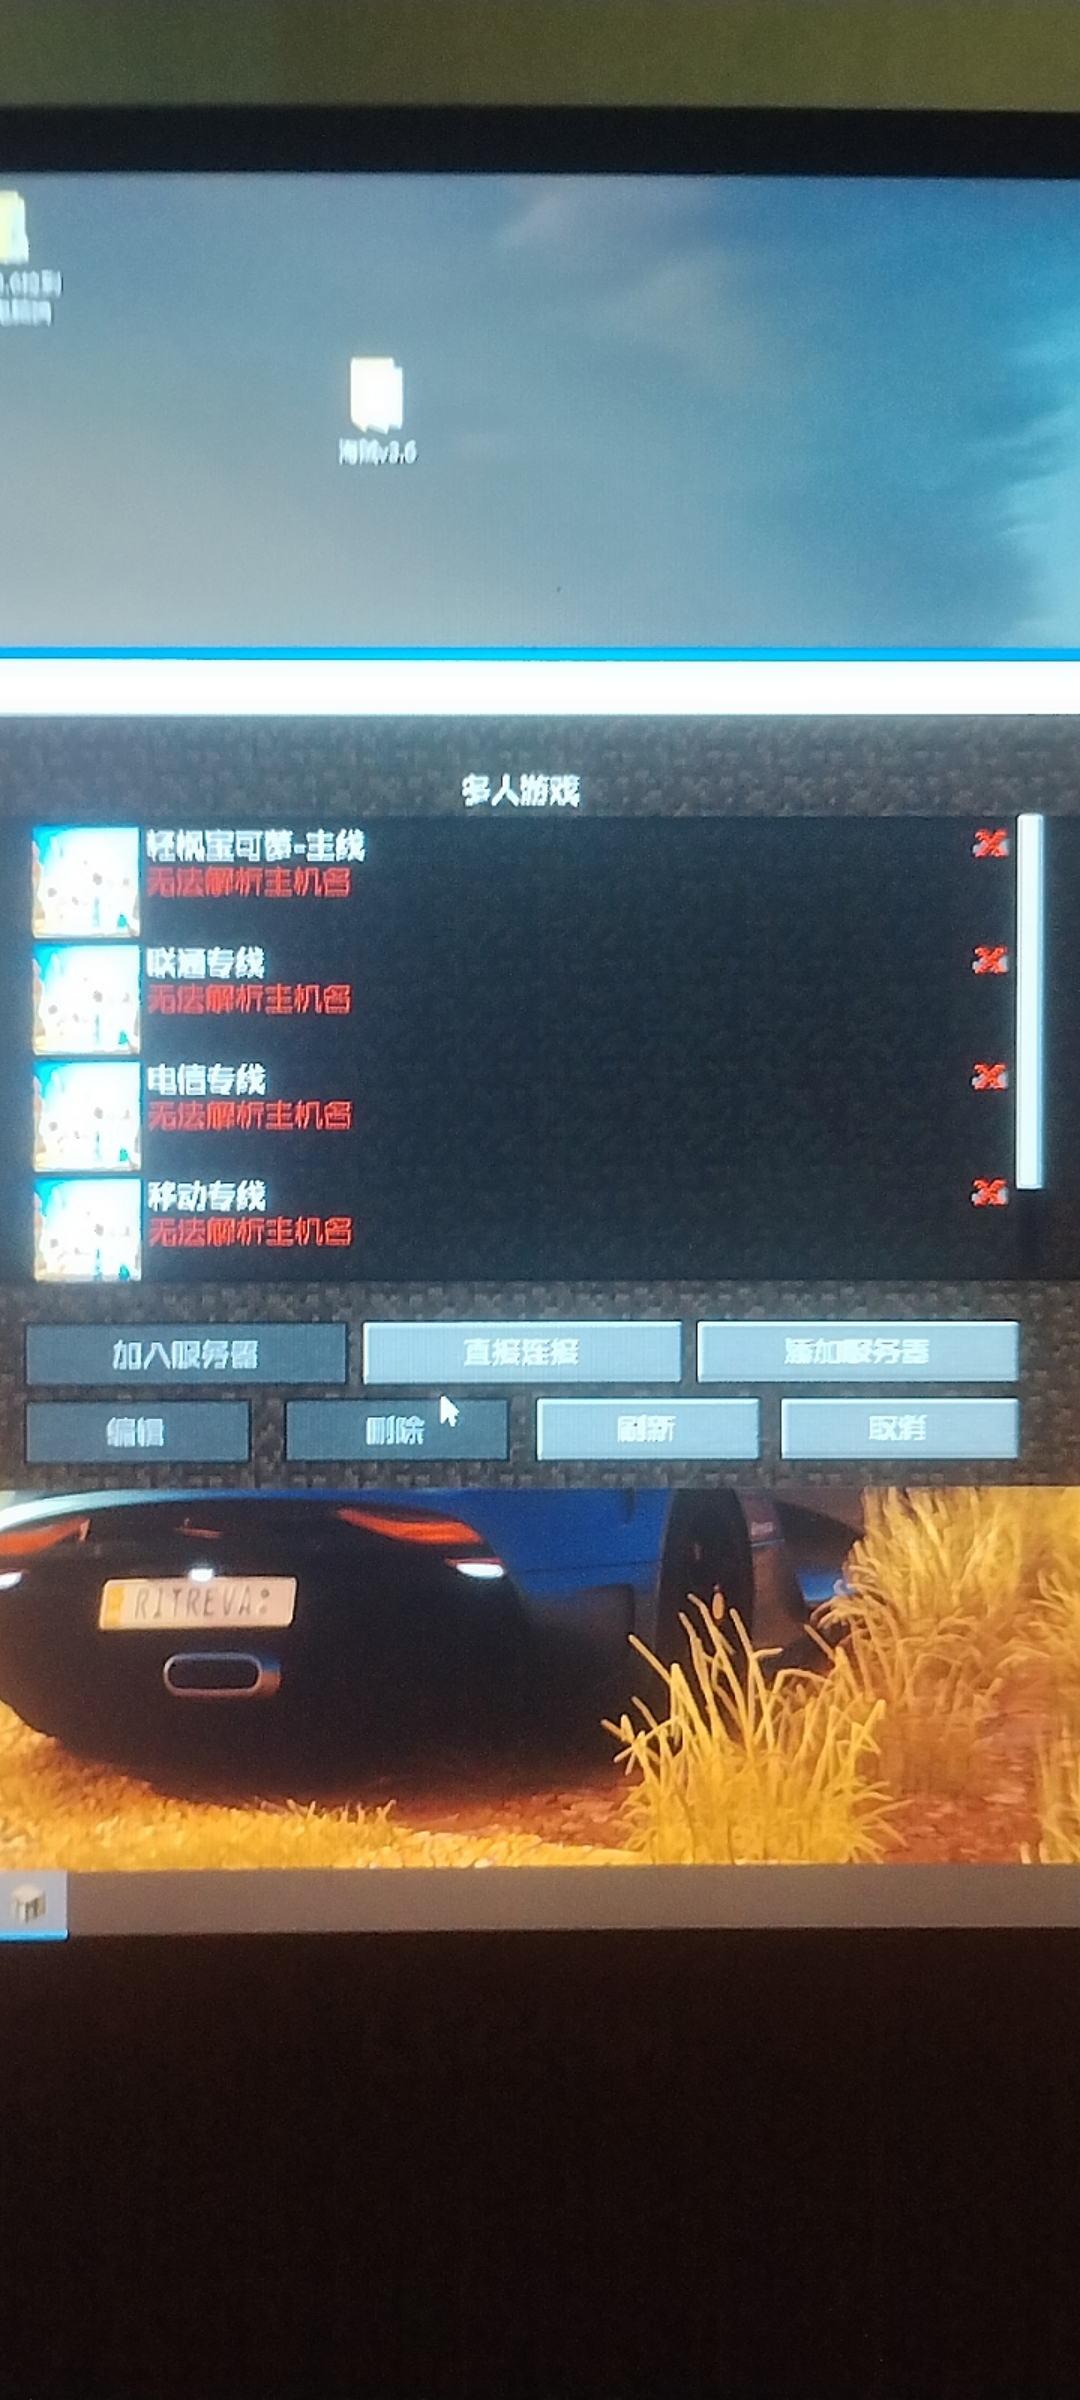 海贼v3.6
多人游戏
轻枫宝可梦-主线
无法解析主机名
联通专线
无法解析主机名
电信专线
无法解析主机名
移动专线
无法解析主机名
加入服务器 直接连接 添加服务器
编辑 删除 刷新 取消
RITREVA